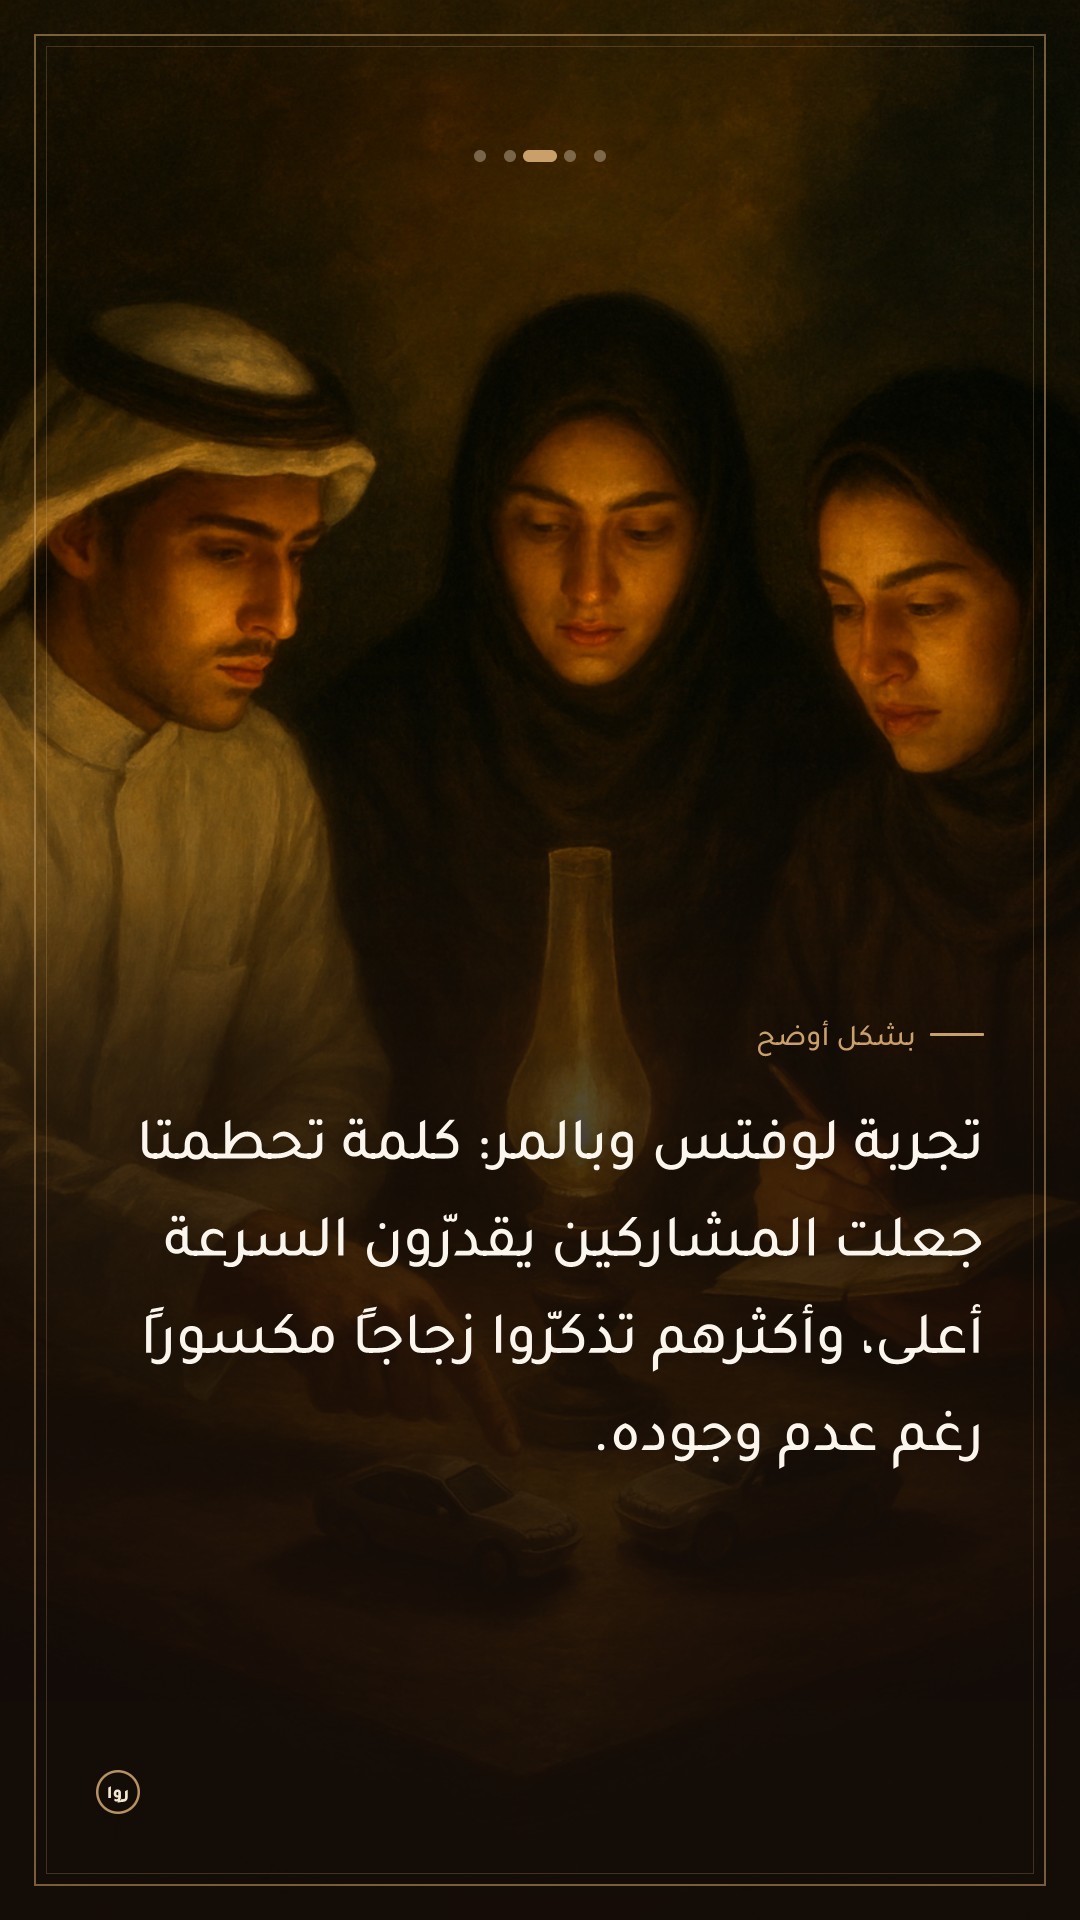 بشكل أوضح
تجربة لوفتس وبالمر: كلمة تحطمتا
جعلت المشاركين يقدّرون السرعة
أعلى، وأكثرهم تذكّروا زجاجاً مكسوراً
رغم عدم وجوده.
روا